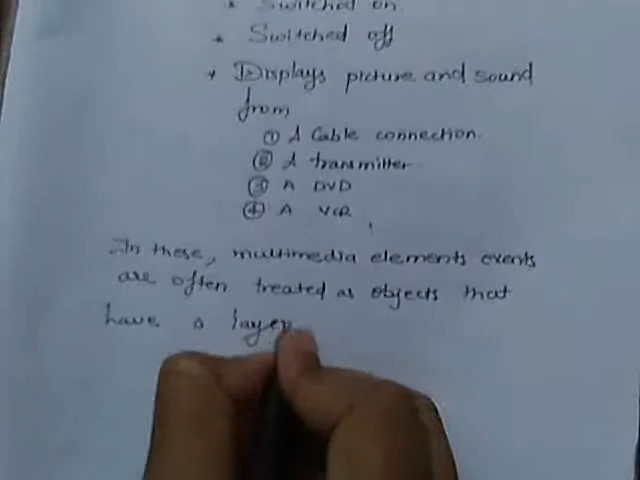 * Switched on
* Switched off
* Displays picture and sound
from
① A Cable connection
② A transmitter
③ A DVD
④ A VCR
In these, multimedia elements events
are often treated as objects that
have a layer